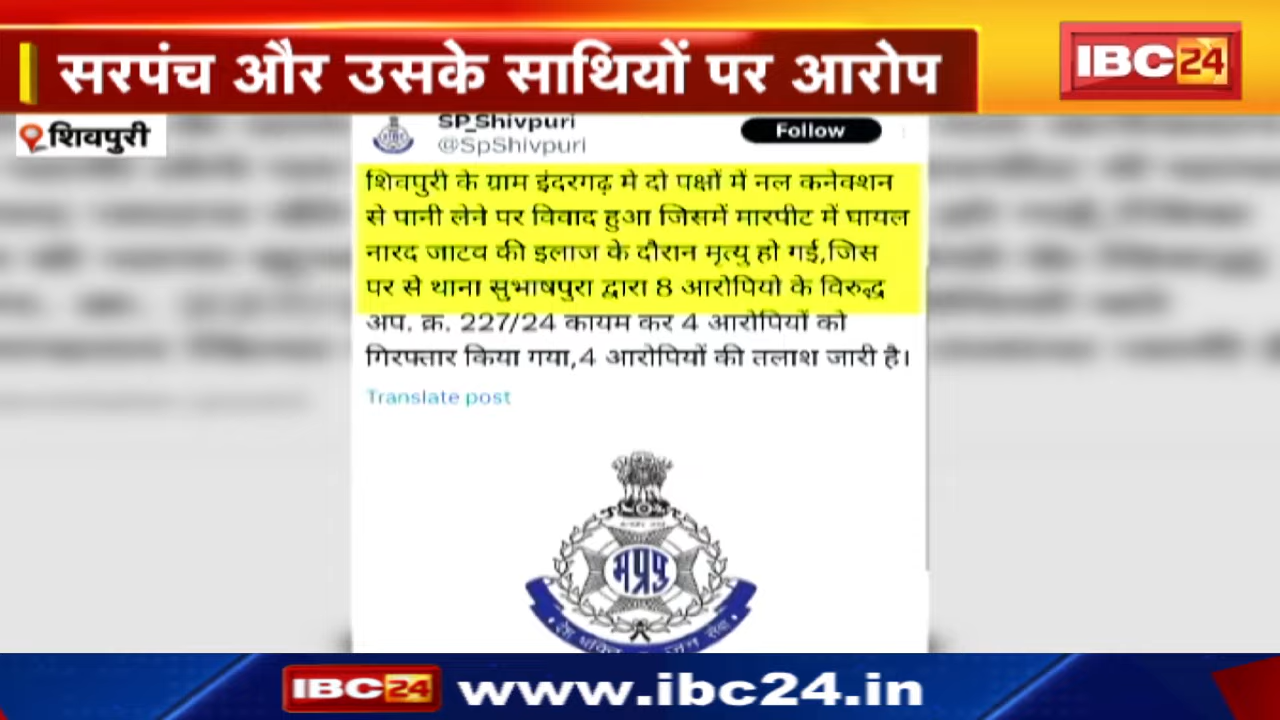 सरपंच और उसके साथियों पर आरोप
IBC24
शिवपुरी
SP_Shivpuri
@SpShivpuri
Follow
शिवपुरी के ग्राम इंदरगढ़ मे दो पक्षों में नल कनेक्शन
से पानी लेने पर विवाद हुआ जिसमें मारपीट में घायल
नारद जाटव की इलाज के दौरान मृत्यु हो गई,जिस
पर से थाना सुभाषपुरा द्वारा 8 आरोपियो के विरुद्ध
अप. क्र. 227/24 कायम कर 4 आरोपियों को
गिरफ्तार किया गया,4 आरोपियों की तलाश जारी है।
Translate post
मप्रपु
देश भक्ति जन सेवा
IBC24 www.ibc24.in